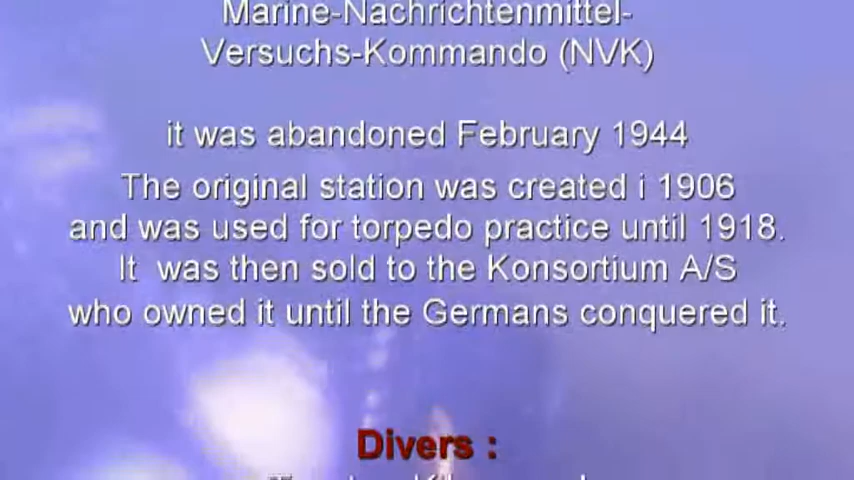 Marine-Nachrichtenmittel-
Versuchs-Kommando (NVK)
it was abandoned February 1944
The original station was created i 1906
and was used for torpedo practice until 1918.
It was then sold to the Konsortium A/S
who owned it until the Germans conquered it.
Divers :